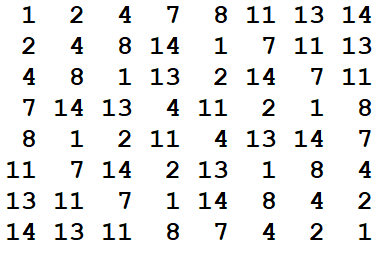 1 2 4 7 8 11 13 14
2 4 8 14 1 7 11 13
4 8 1 13 2 14 7 11
7 14 13 4 11 2 1 8
8 1 2 11 4 13 14 7
11 7 14 2 13 1 8 4
13 11 7 1 14 8 4 2
14 13 11 8 7 4 2 1